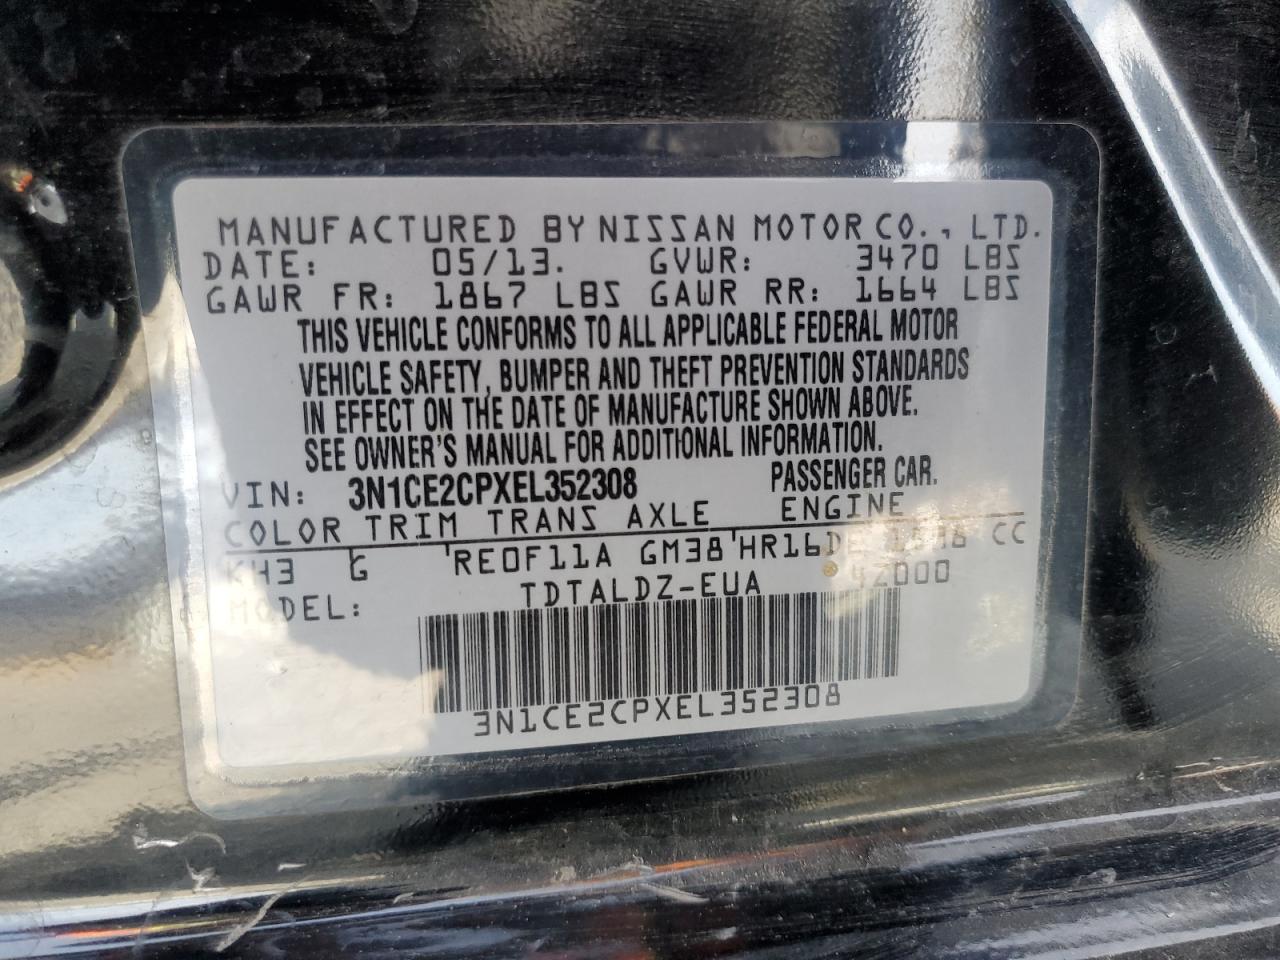 MANUFACTURED BY NISSAN MOTOR CO., LTD.
DATE: 05/13. GVWR: 3470 LBS
GAWR FR: 1867 LBS GAWR RR: 1664 LBS
THIS VEHICLE CONFORMS TO ALL APPLICABLE FEDERAL MOTOR
VEHICLE SAFETY, BUMPER AND THEFT PREVENTION STANDARDS
IN EFFECT ON THE DATE OF MANUFACTURE SHOWN ABOVE.
SEE OWNER'S MANUAL FOR ADDITIONAL INFORMATION.
VIN: 3N1CE2CPXEL352308 PASSENGER CAR.
COLOR TRIM TRANS AXLE ENGINE
KH3 G RE0F11A GM38 HR16DE CC
MODEL: TDTALDZ-EUA
3N1CE2CPXEL352308